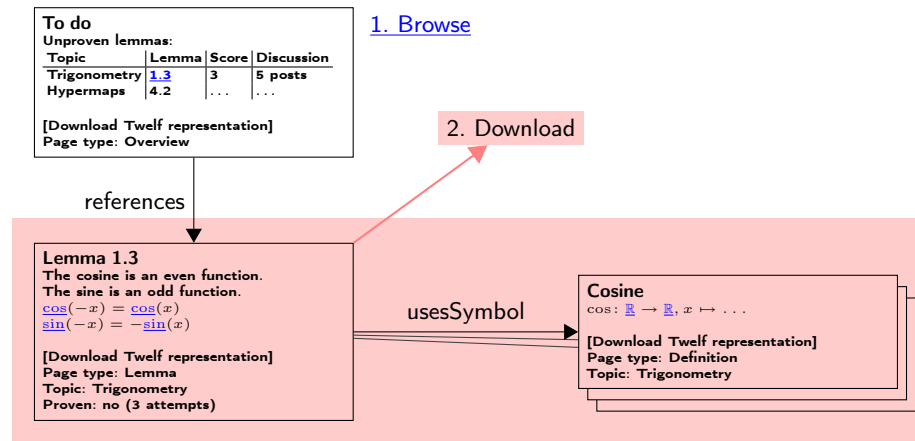 To do
Unproven lemmas:
Topic Lemma Score Discussion
Trigonometry 1.3 3 5 posts
Hypermaps 4.2 ... ...
[Download Twelf representation]
Page type: Overview
1. Browse
2. Download
references
Lemma 1.3
The cosine is an even function.
The sine is an odd function.
cos(−x) = cos(x)
sin(−x) = −sin(x)
[Download Twelf representation]
Page type: Lemma
Topic: Trigonometry
Proven: no (3 attempts)
usesSymbol
Cosine
cos: ℝ → ℝ, x ↦ ...
[Download Twelf representation]
Page type: Definition
Topic: Trigonometry